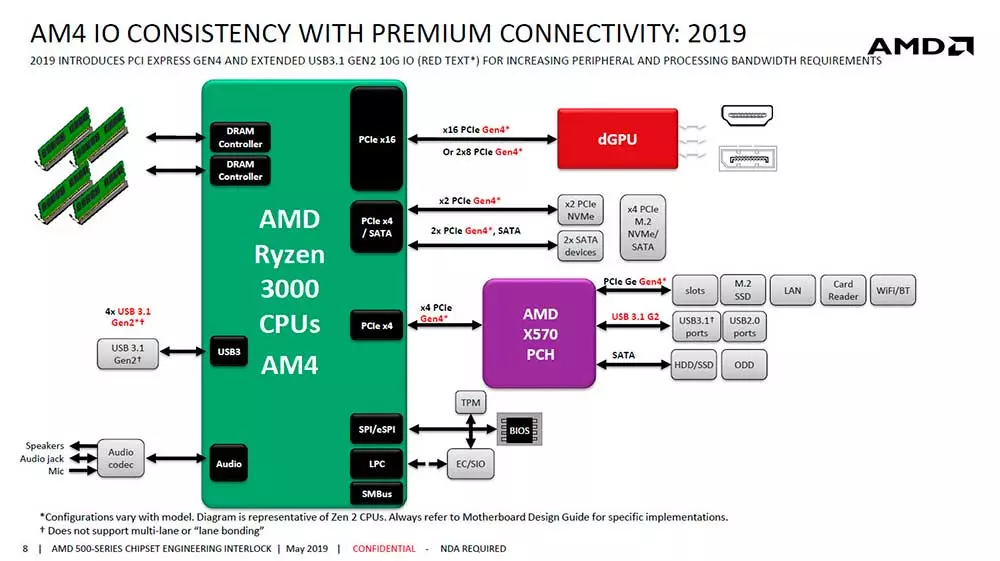 AM4 IO CONSISTENCY WITH PREMIUM CONNECTIVITY: 2019
AMD
2019 INTRODUCES PCI EXPRESS GEN4 AND EXTENDED USB3.1 GEN2 10G IO (RED TEXT*) FOR INCREASING PERIPHERAL AND PROCESSING BANDWIDTH REQUIREMENTS
DRAM
Controller
DRAM
Controller
PCIe x16
x16 PCIe Gen4*
Or 2x8 PCIe Gen4*
dGPU
AMD
Ryzen
3000
CPUs
AM4
PCIe x4
/ SATA
x2 PCIe Gen4*
2x PCIe Gen4*, SATA
x2 PCIe
NVMe
2x SATA
devices
x4 PCIe
M.2
NVMe/
SATA
4x USB 3.1
Gen2*†
USB 3.1
Gen2†
USB3
PCIe x4
x4 PCIe
Gen4*
AMD
X570
PCH
PCIe Ge Gen4*
slots
M.2
SSD
LAN
Card
Reader
WiFi/BT
USB 3.1 G2
USB3.1†
ports
USB2.0
ports
SATA
HDD/SSD
ODD
TPM
SPI/eSPI
BIOS
Speakers
Audio jack
Mic
Audio
codec
Audio
LPC
EC/SIO
SMBus
*Configurations vary with model. Diagram is representative of Zen 2 CPUs. Always refer to Motherboard Design Guide for specific implementations.
† Does not support multi-lane or “lane bonding”
8 | AMD 500-SERIES CHIPSET ENGINEERING INTERLOCK | May 2019 | CONFIDENTIAL - NDA REQUIRED